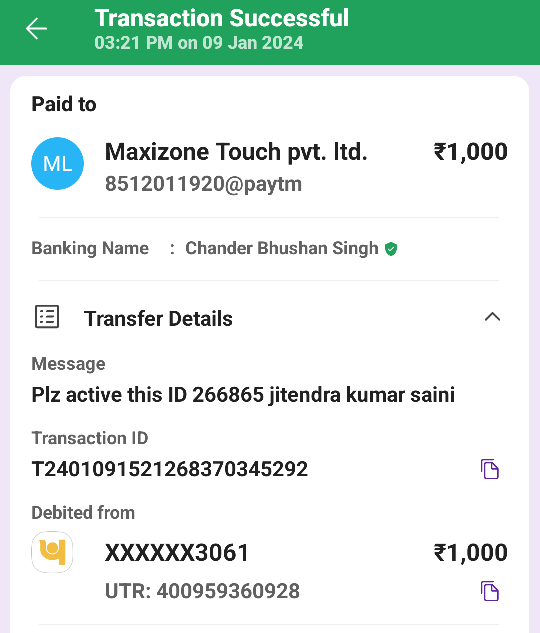 Transaction Successful
03:21 PM on 09 Jan 2024
Paid to
ML
Maxizone Touch pvt. ltd. ₹1,000
8512011920@paytm
Banking Name : Chander Bhushan Singh
Transfer Details
Message
Plz active this ID 266865 jitendra kumar saini
Transaction ID
T2401091521268370345292
Debited from
XXXXXX3061 ₹1,000
UTR: 400959360928